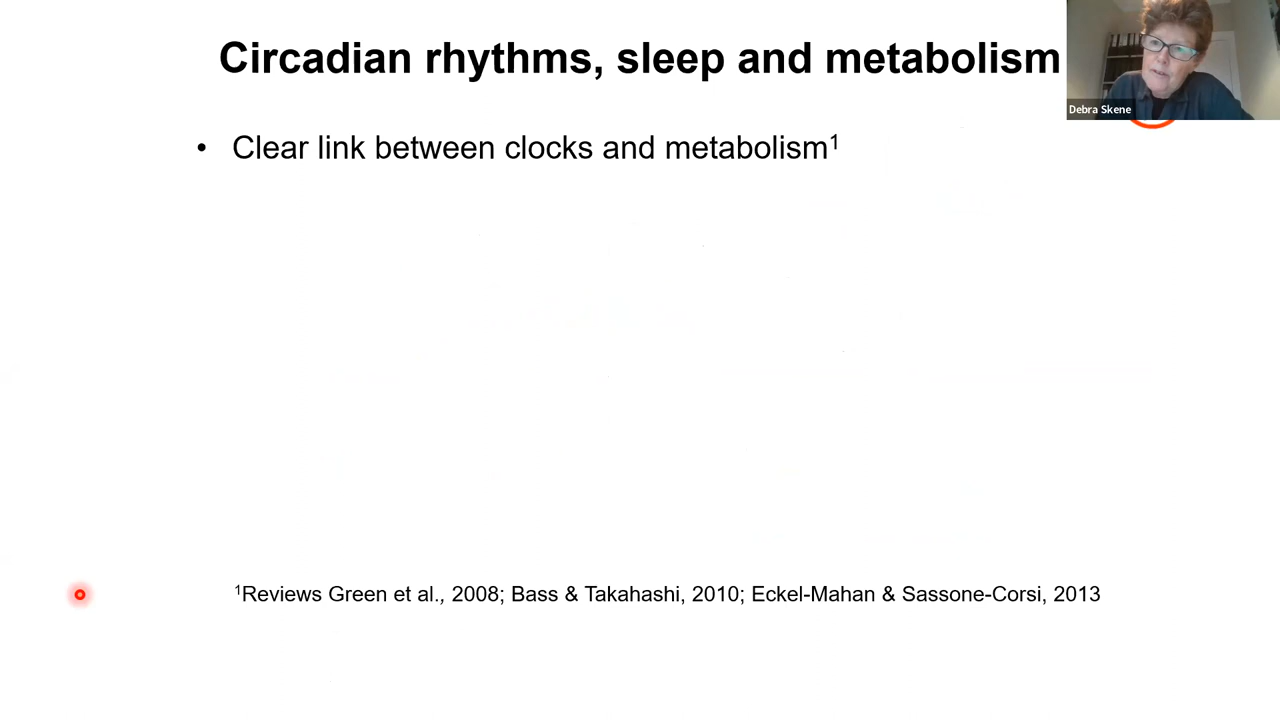 Circadian rhythms, sleep and metabolism
Debra Skene
• Clear link between clocks and metabolism¹
¹Reviews Green et al., 2008; Bass & Takahashi, 2010; Eckel-Mahan & Sassone-Corsi, 2013